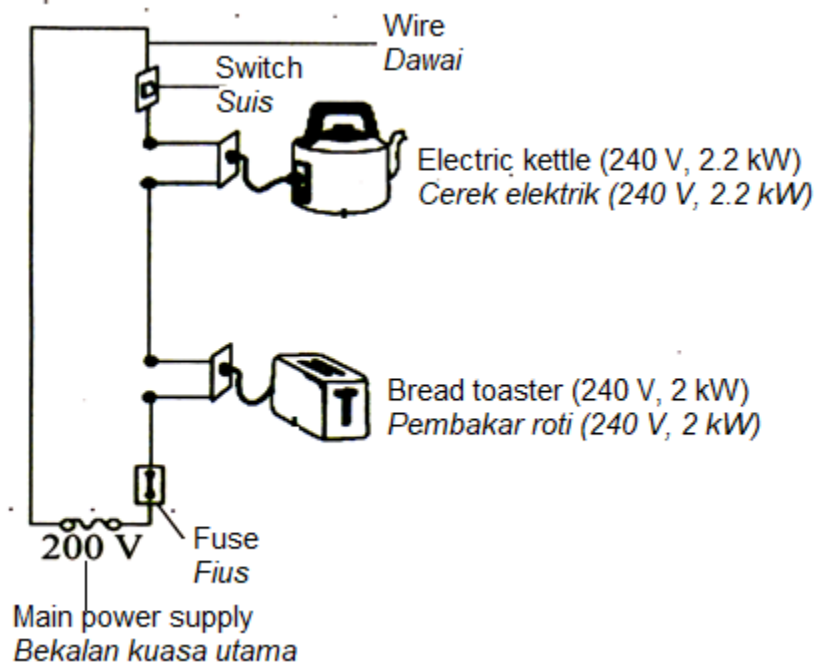 Wire
Dawai
Switch
Suis
Electric kettle (240 V, 2.2 kW)
Cerek elektrik (240 V, 2.2 kW)
Bread toaster (240 V, 2 kW)
Pembakar roti (240 V, 2 kW)
200 V
Fuse
Fius
Main power supply
Bekalan kuasa utama